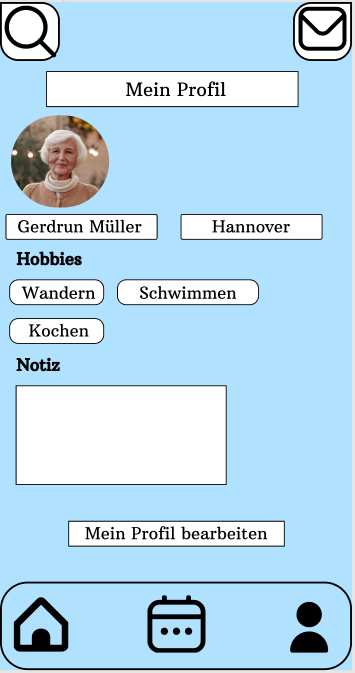 Mein Profil
Gerdrun Müller
Hannover
Hobbies
Wandern
Schwimmen
Kochen
Notiz
Mein Profil bearbeiten